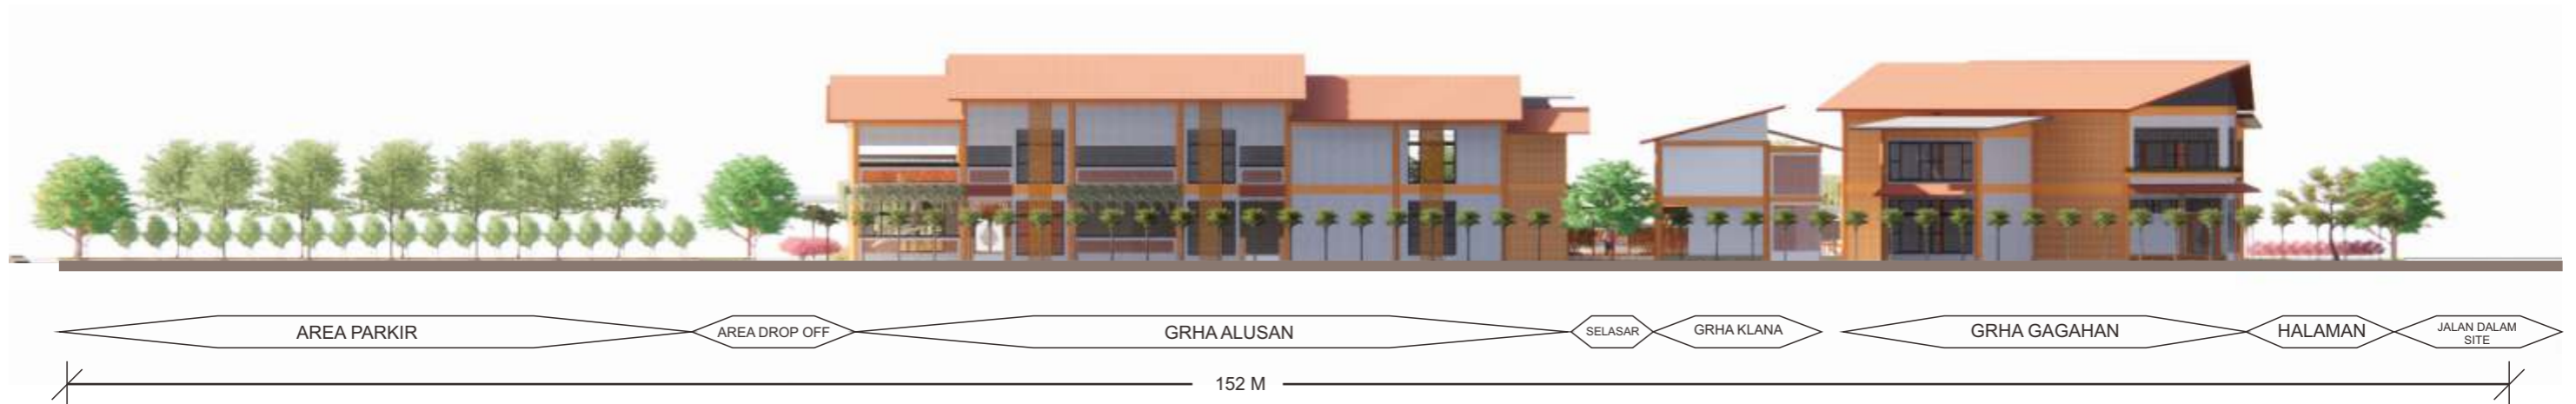 AREA PARKIR
AREA DROP OFF
GRHA ALUSAN
SELASAR
GRHA KLANA
GRHA GAGAHAN
HALAMAN
JALAN DALAM
SITE
152 M